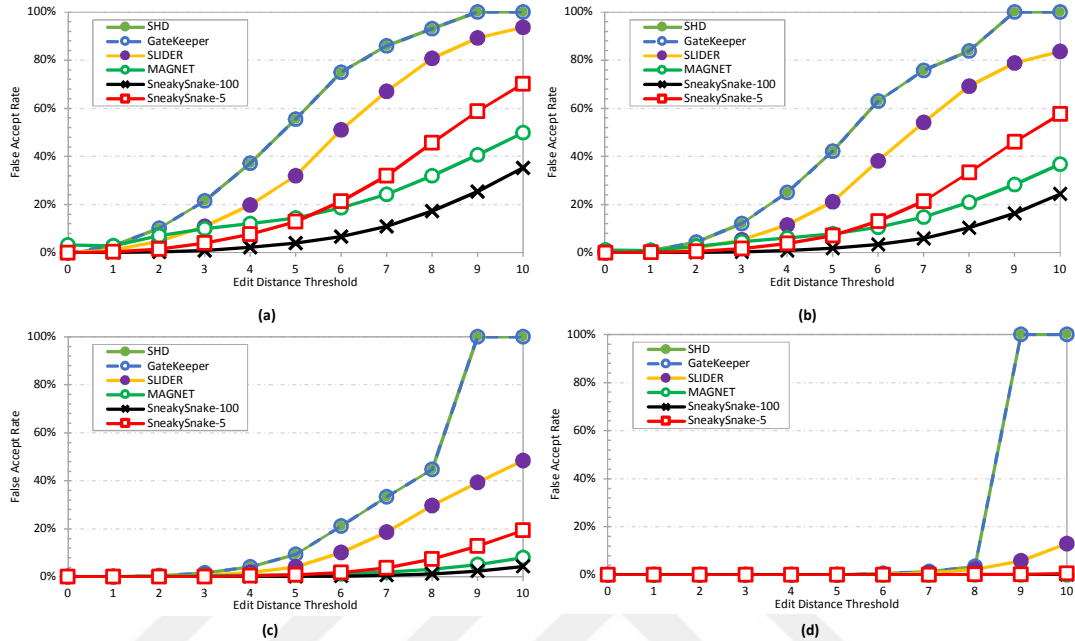 100%
80%
60%
40%
20%
0%
False Accept Rate
SHD
GateKeeper
SLIDER
MAGNET
SneakySnake-100
SneakySnake-5
0 1 2 3 4 5 6 7 8 9 10
Edit Distance Threshold
(a)
100%
80%
60%
40%
20%
0%
False Accept Rate
SHD
GateKeeper
SLIDER
MAGNET
SneakySnake-100
SneakySnake-5
0 1 2 3 4 5 6 7 8 9 10
Edit Distance Threshold
(b)
100%
80%
60%
40%
20%
0%
False Accept Rate
SHD
GateKeeper
SLIDER
MAGNET
SneakySnake-100
SneakySnake-5
0 1 2 3 4 5 6 7 8 9 10
Edit Distance Threshold
(c)
100%
80%
60%
40%
20%
0%
False Accept Rate
SHD
GateKeeper
SLIDER
MAGNET
SneakySnake-100
SneakySnake-5
0 1 2 3 4 5 6 7 8 9 10
Edit Distance Threshold
(d)